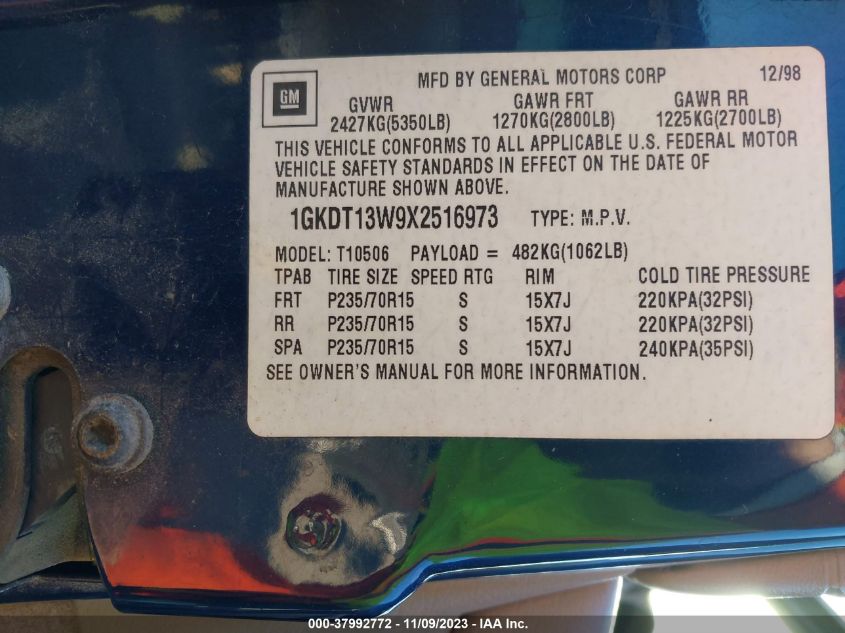 GM
MFD BY GENERAL MOTORS CORP 12/98
GVWR GAWR FRT GAWR RR
2427KG(5350LB) 1270KG(2800LB) 1225KG(2700LB)
THIS VEHICLE CONFORMS TO ALL APPLICABLE U.S. FEDERAL MOTOR
VEHICLE SAFETY STANDARDS IN EFFECT ON THE DATE OF
MANUFACTURE SHOWN ABOVE.
1GKDT13W9X2516973 TYPE: M.P.V.
MODEL: T10506 PAYLOAD = 482KG(1062LB)
TPAB TIRE SIZE SPEED RTG RIM COLD TIRE PRESSURE
FRT P235/70R15 S 15X7J 220KPA(32PSI)
RR P235/70R15 S 15X7J 220KPA(32PSI)
SPA P235/70R15 S 15X7J 240KPA(35PSI)
SEE OWNER'S MANUAL FOR MORE INFORMATION.
000-37992772 — 11/09/2023 — IAA Inc.